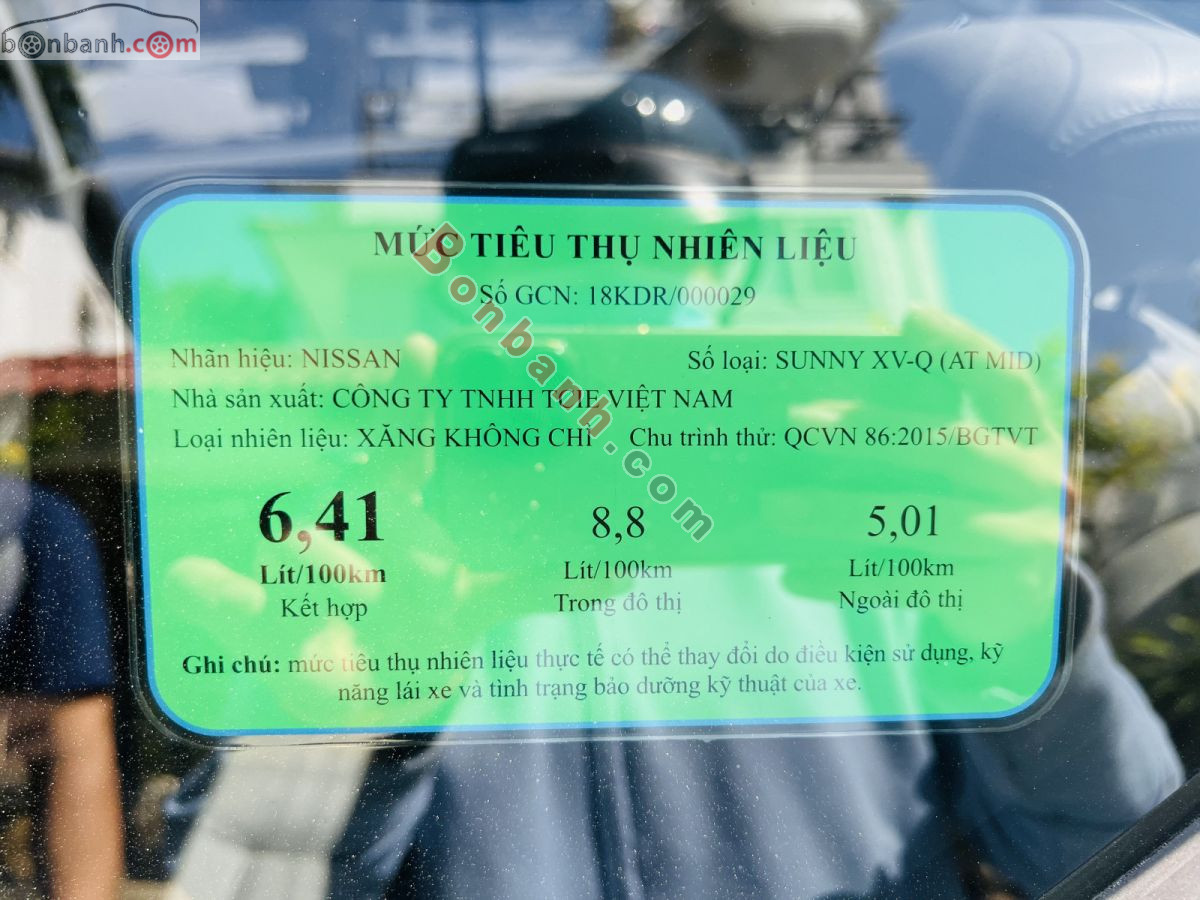 bonbanh.com
MỨC TIÊU THỤ NHIÊN LIỆU
Số GCN: 18KDR/000029
Nhãn hiệu: NISSAN Số loại: SUNNY XV-Q (AT MID)
Nhà sản xuất: CÔNG TY TNHH TCIE VIỆT NAM
Loại nhiên liệu: XĂNG KHÔNG CHÌ Chu trình thử: QCVN 86:2015/BGTVT
6,41 8,8 5,01
Lít/100km Lít/100km Lít/100km
Kết hợp Trong đô thị Ngoài đô thị
Ghi chú: mức tiêu thụ nhiên liệu thực tế có thể thay đổi do điều kiện sử dụng, kỹ
năng lái xe và tình trạng bảo dưỡng kỹ thuật của xe.
Bonbanh.com